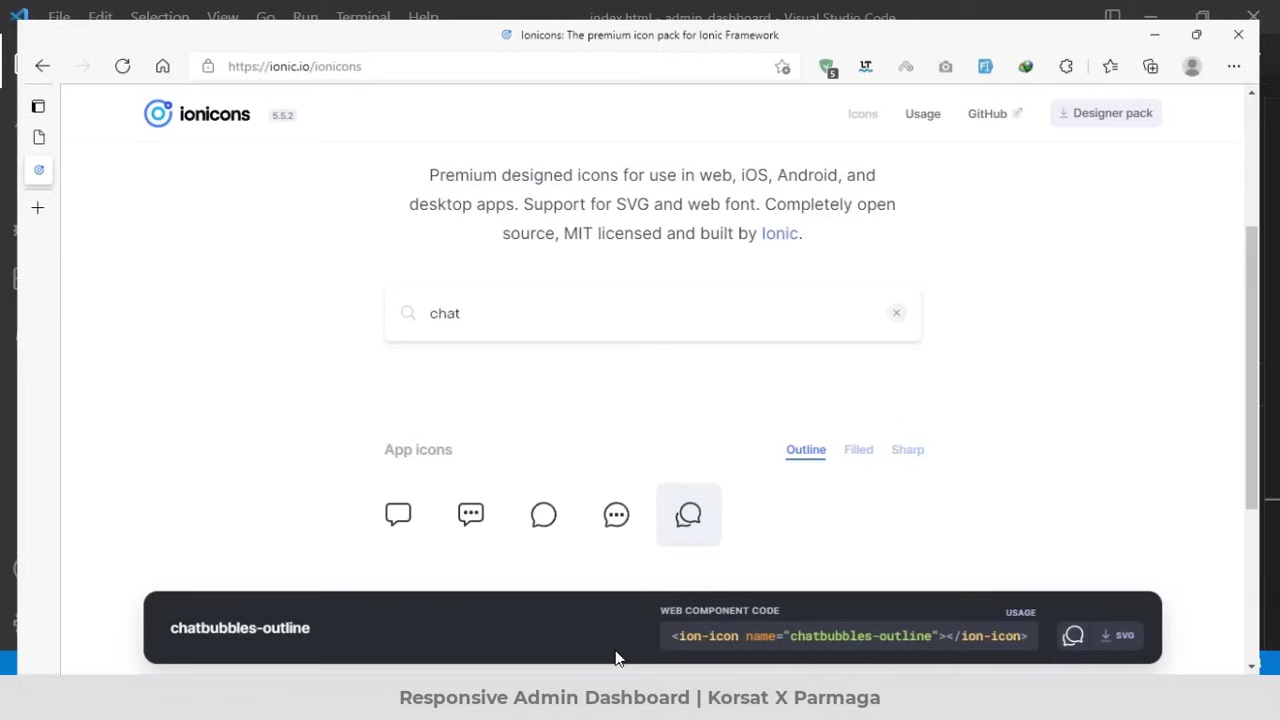 File Edit Selection View Go Run Terminal Help index.html - admin_dashboard - Visual Studio Code
Ionicons: The premium icon pack for Ionic Framework
https://ionic.io/ionicons
5
LT
ionicons 5.5.2 Icons Usage GitHub Designer pack
Premium designed icons for use in web, iOS, Android, and
desktop apps. Support for SVG and web font. Completely open
source, MIT licensed and built by Ionic.
chat
App icons Outline Filled Sharp
WEB COMPONENT CODE USAGE
chatbubbles-outline <ion-icon name="chatbubbles-outline"></ion-icon> SVG
Responsive Admin Dashboard | Korsat X Parmaga